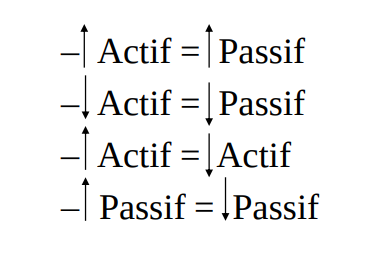 –↑ Actif = ↑ Passif
–↓ Actif = ↓ Passif
–↑ Actif = ↓ Actif
–↑ Passif = ↓ Passif